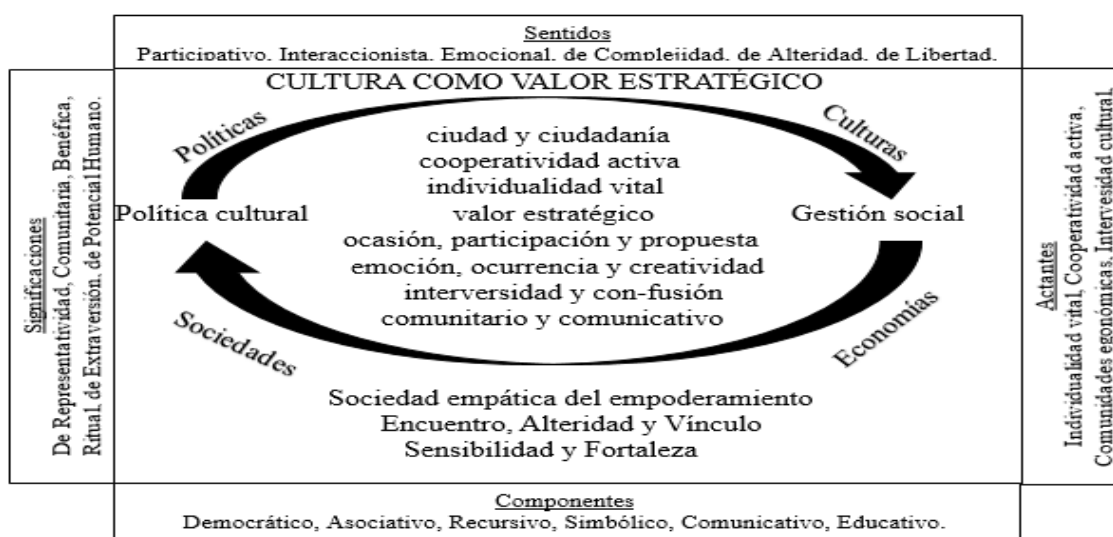 Sentidos
Participativo, Interaccionista, Emocional, de Complejidad, de Alteridad, de Libertad.
CULTURA COMO VALOR ESTRATÉGICO
Políticas
Culturas
ciudad y ciudadanía
cooperatividad activa
individualidad vital
Política cultural
valor estratégico
Gestión social
ocasión, participación y propuesta
emoción, ocurrencia y creatividad
interversidad y con-fusión
comunitario y comunicativo
Sociedades
Economías
Sociedad empática del empoderamiento
Encuentro, Alteridad y Vínculo
Sensibilidad y Fortaleza
Significaciones
De Representatividad, Comunitaria, Benéfica,
Ritual, de Extraversión, de Potencial Humano.
Actantes
Individualidad vital, Cooperatividad activa,
Comunidades egonómicas, Intervesidad cultural.
Componentes
Democrático, Asociativo, Recursivo, Simbólico, Comunicativo, Educativo.